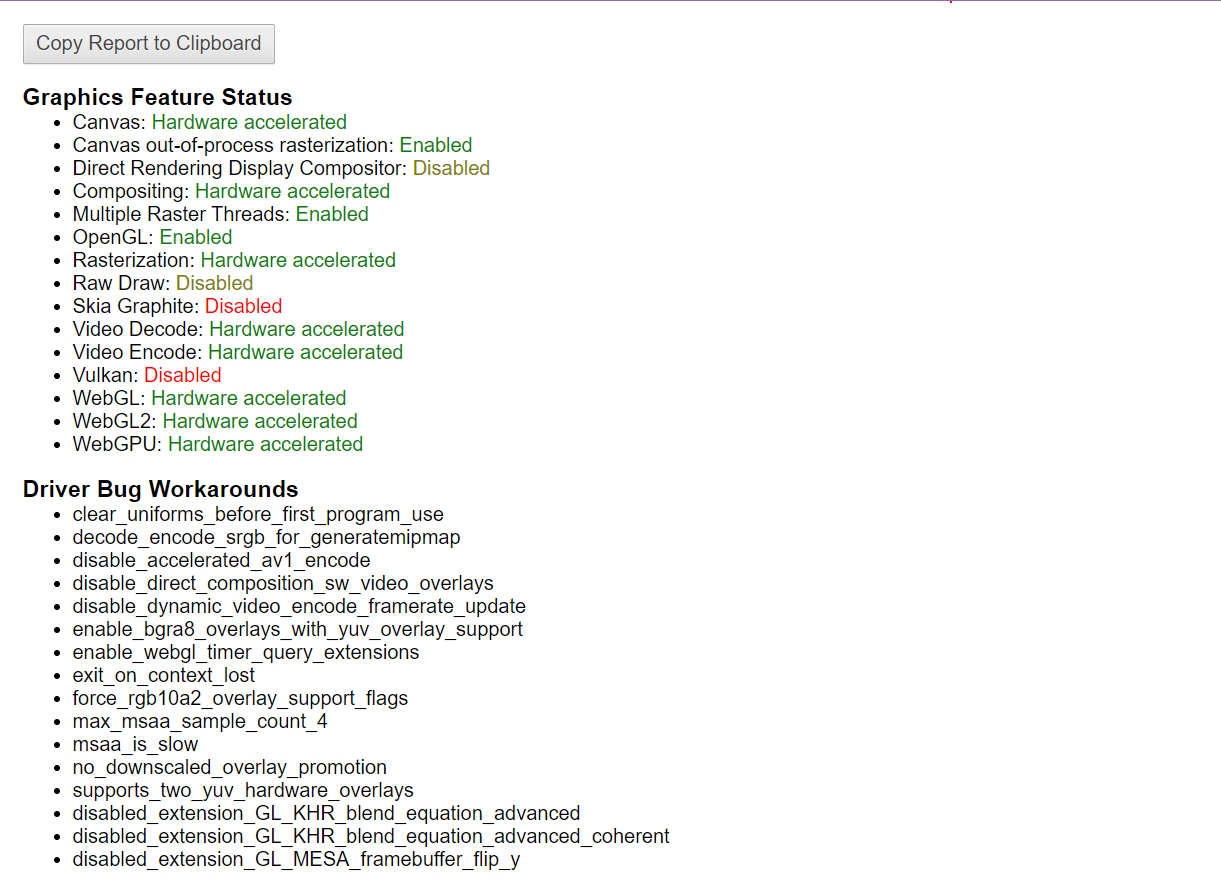 Copy Report to Clipboard
Graphics Feature Status
Canvas: Hardware accelerated
Canvas out-of-process rasterization: Enabled
Direct Rendering Display Compositor: Disabled
Compositing: Hardware accelerated
Multiple Raster Threads: Enabled
OpenGL: Enabled
Rasterization: Hardware accelerated
Raw Draw: Disabled
Skia Graphite: Disabled
Video Decode: Hardware accelerated
Video Encode: Hardware accelerated
Vulkan: Disabled
WebGL: Hardware accelerated
WebGL2: Hardware accelerated
WebGPU: Hardware accelerated
Driver Bug Workarounds
clear_uniforms_before_first_program_use
decode_encode_srgb_for_generatemipmap
disable_accelerated_av1_encode
disable_direct_composition_sw_video_overlays
disable_dynamic_video_encode_framerate_update
enable_bgra8_overlays_with_yuv_overlay_support
enable_webgl_timer_query_extensions
exit_on_context_lost
force_rgb10a2_overlay_support_flags
max_msaa_sample_count_4
msaa_is_slow
no_downscaled_overlay_promotion
supports_two_yuv_hardware_overlays
disabled_extension_GL_KHR_blend_equation_advanced
disabled_extension_GL_KHR_blend_equation_advanced_coherent
disabled_extension_GL_MESA_framebuffer_flip_y